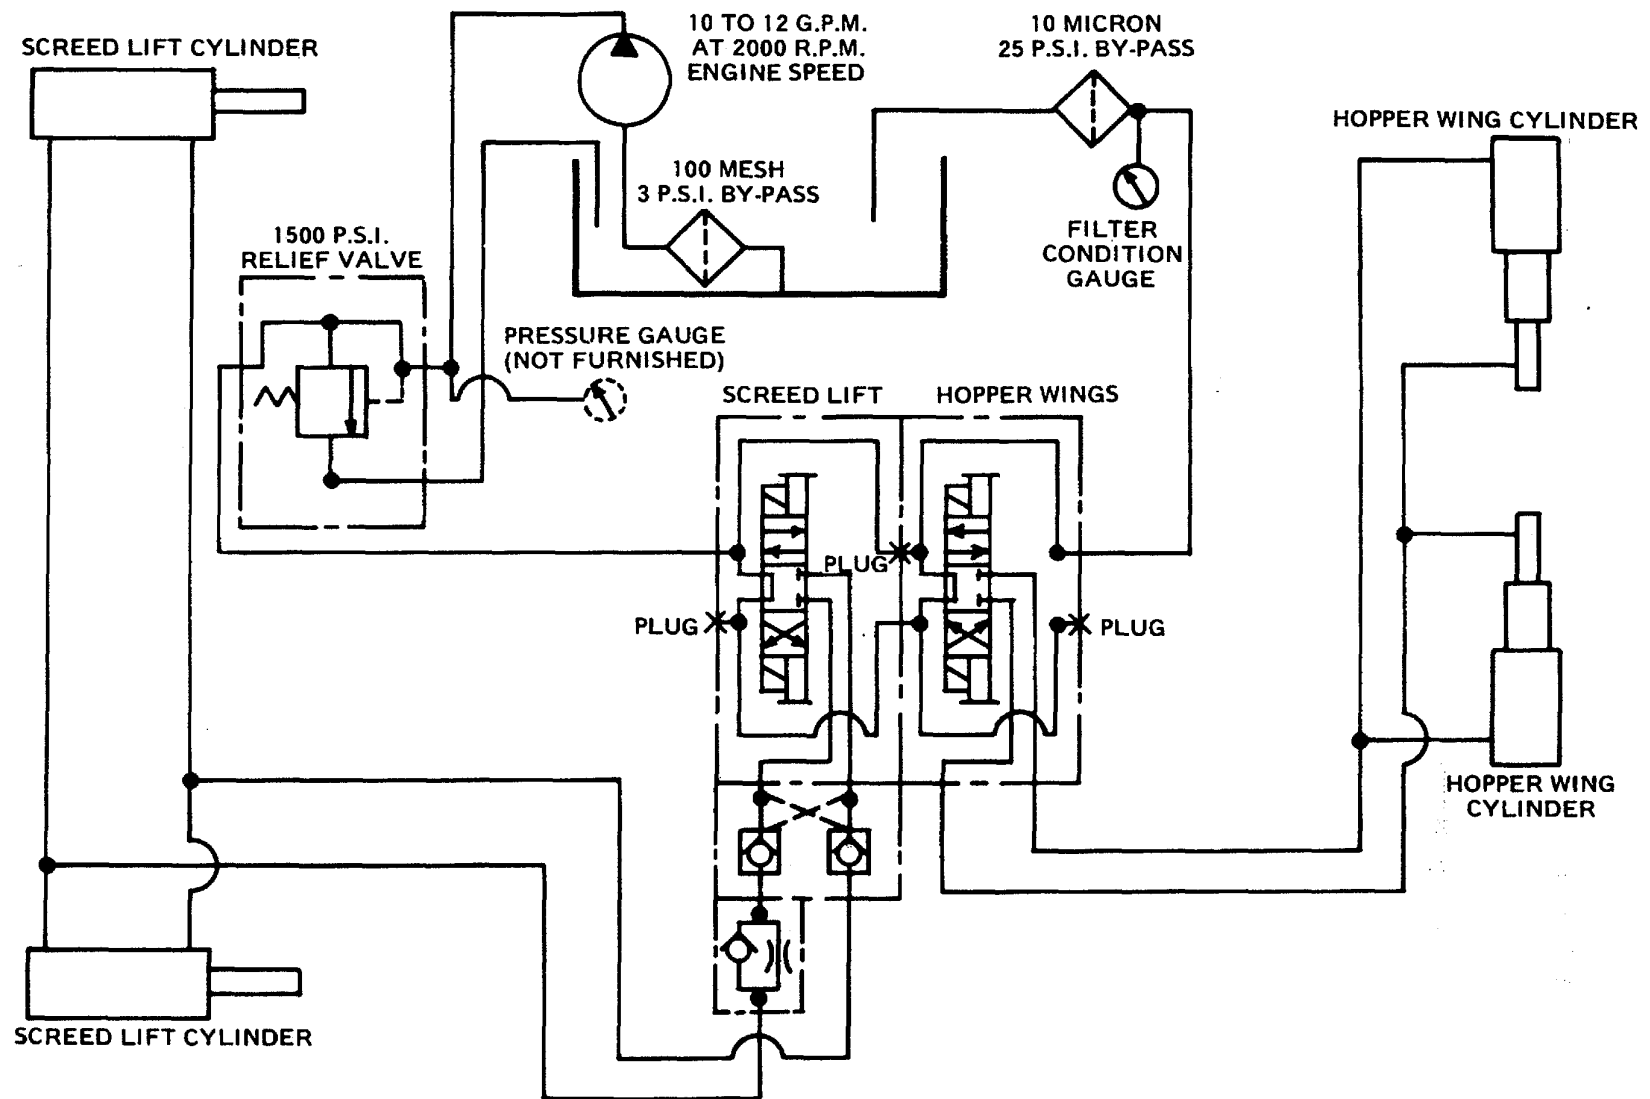 SCREED LIFT CYLINDER
10 TO 12 G.P.M.
AT 2000 R.P.M.
ENGINE SPEED
10 MICRON
25 P.S.I. BY-PASS
HOPPER WING CYLINDER
100 MESH
3 P.S.I. BY-PASS
1500 P.S.I.
RELIEF VALVE
FILTER
CONDITION
GAUGE
PRESSURE GAUGE
(NOT FURNISHED)
SCREED LIFT
HOPPER WINGS
PLUG
PLUG
PLUG
HOPPER WING
CYLINDER
SCREED LIFT CYLINDER